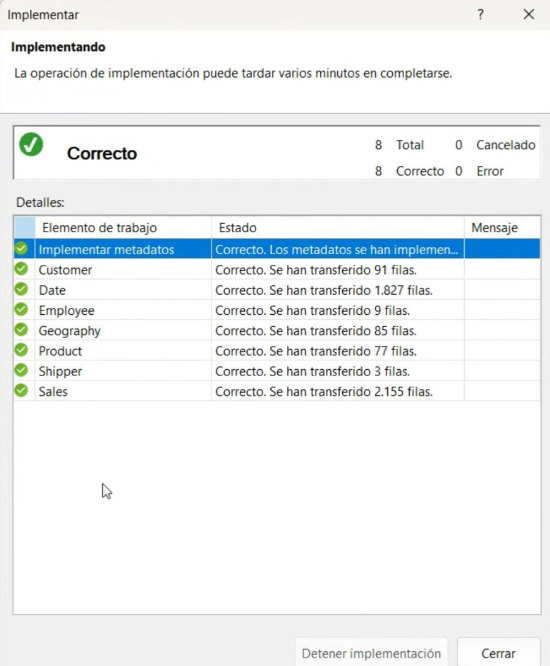 Implementar ? ×
Implementando
La operación de implementación puede tardar varios minutos en completarse.
Correcto
8 Total 0 Cancelado
8 Correcto 0 Error
Detalles:
Elemento de trabajo Estado Mensaje
Implementar metadatos Correcto. Los metadatos se han implemen...
Customer Correcto. Se han transferido 91 filas.
Date Correcto. Se han transferido 1.827 filas.
Employee Correcto. Se han transferido 9 filas.
Geography Correcto. Se han transferido 85 filas.
Product Correcto. Se han transferido 77 filas.
Shipper Correcto. Se han transferido 3 filas.
Sales Correcto. Se han transferido 2.155 filas.
Detener implementación Cerrar